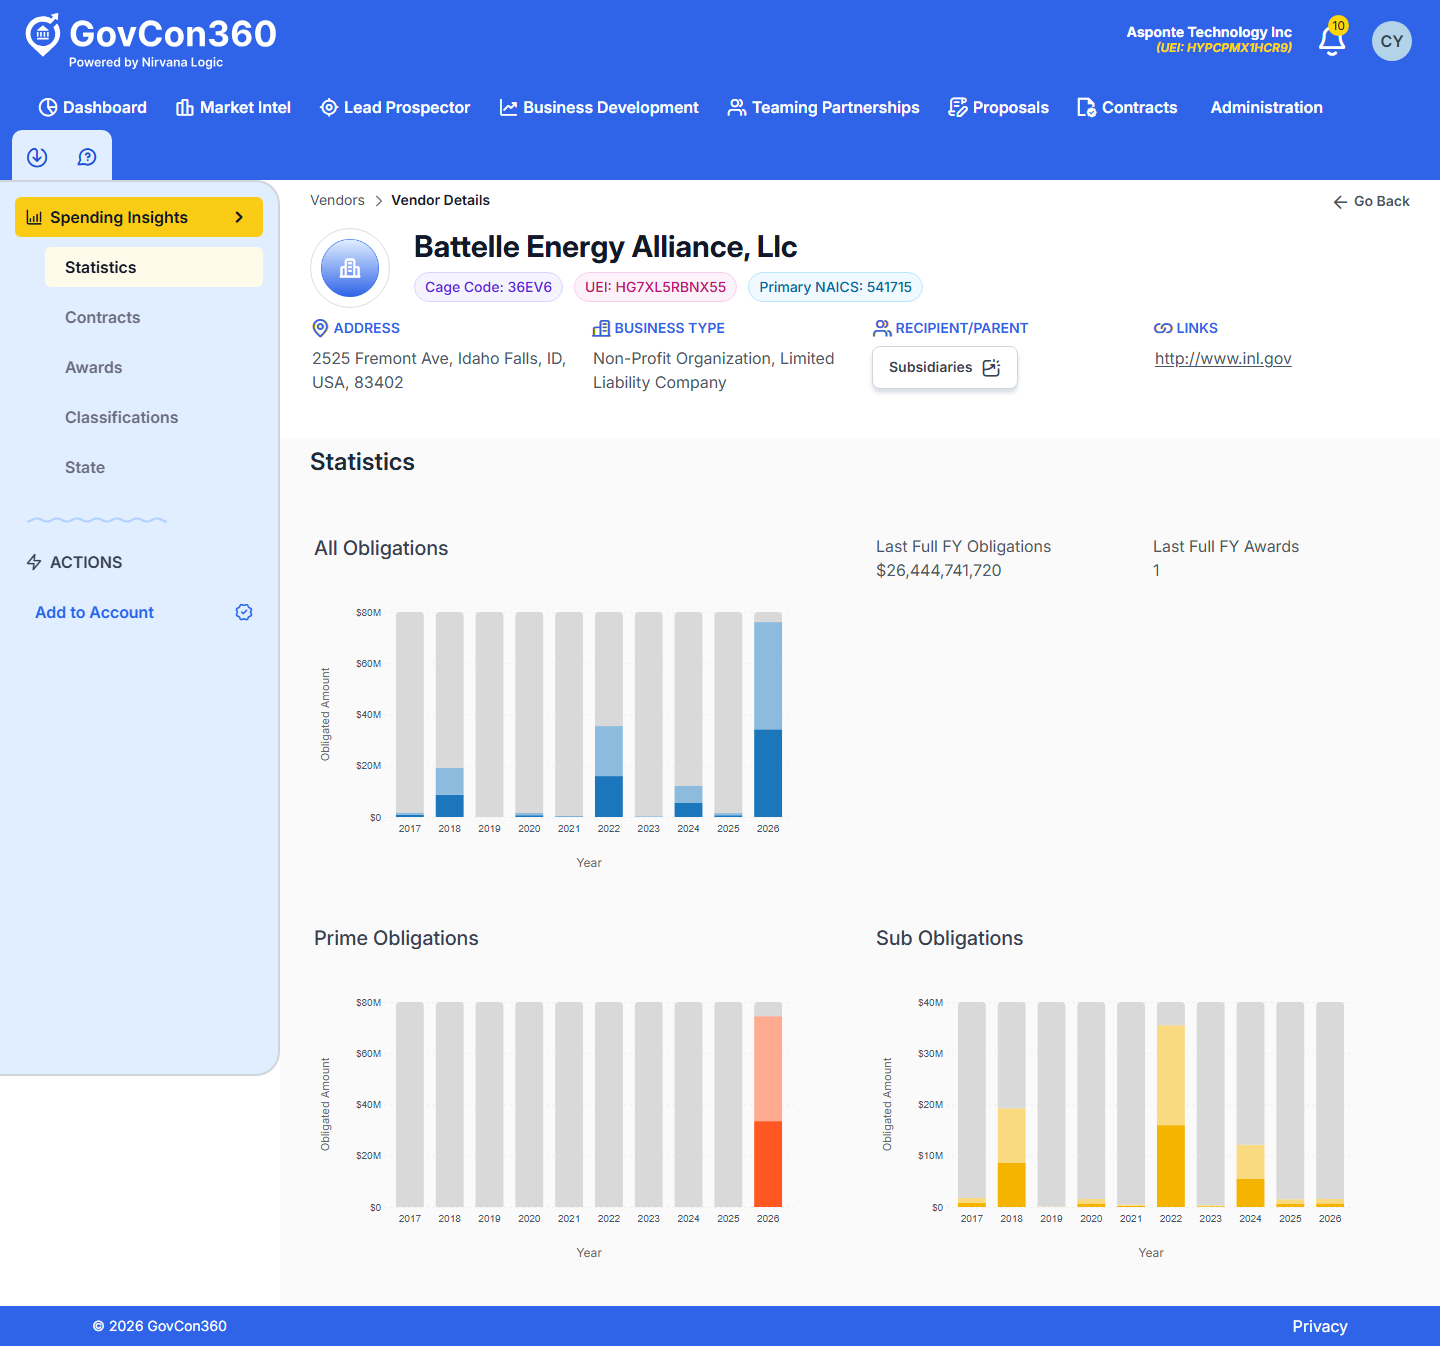 GovCon360
Powered by Nirvana Logic
Asponte Technology Inc
(UEI: HYPCPMX1HCR9)
10
CY
Dashboard
Market Intel
Lead Prospector
Business Development
Teaming Partnerships
Proposals
Contracts
Administration
Spending Insights
Statistics
Contracts
Awards
Classifications
State
ACTIONS
Add to Account
Vendors > Vendor Details
Go Back
Battelle Energy Alliance, Llc
Cage Code: 36EV6
UEI: HG7XL5RBNX55
Primary NAICS: 541715
ADDRESS
2525 Fremont Ave, Idaho Falls, ID,
USA, 83402
BUSINESS TYPE
Non-Profit Organization, Limited
Liability Company
RECIPIENT/PARENT
Subsidiaries
LINKS
http://www.inl.gov
Statistics
All Obligations
Last Full FY Obligations
$26,444,741,720
Last Full FY Awards
1
$80M
$60M
$40M
$20M
$0
Obligated Amount
2017 2018 2019 2020 2021 2022 2023 2024 2025 2026
Year
Prime Obligations
$80M
$60M
$40M
$20M
$0
Obligated Amount
2017 2018 2019 2020 2021 2022 2023 2024 2025 2026
Year
Sub Obligations
$40M
$30M
$20M
$10M
$0
Obligated Amount
2017 2018 2019 2020 2021 2022 2023 2024 2025 2026
Year
© 2026 GovCon360
Privacy